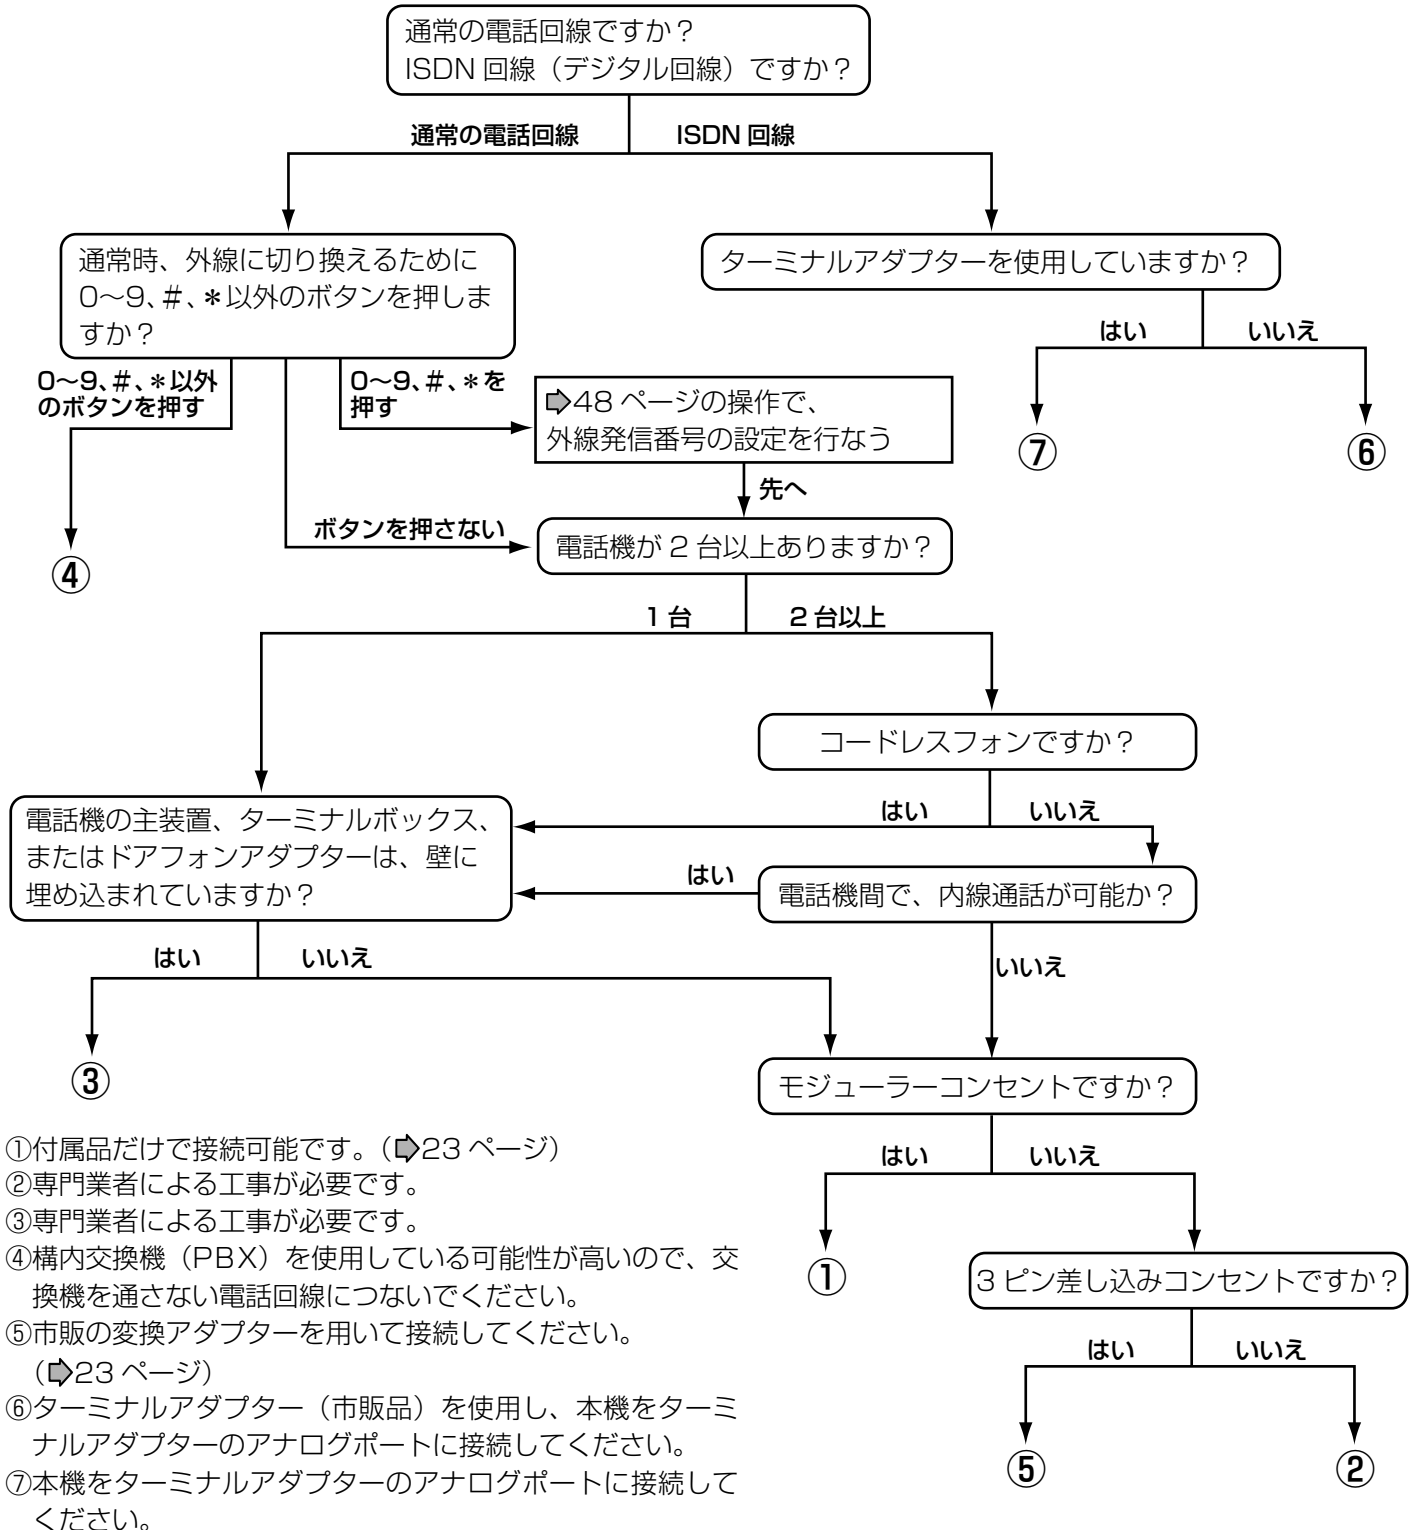 通常の電話回線ですか？
ISDN 回線（デジタル回線）ですか？
通常の電話回線
ISDN 回線
通常時、外線に切り換えるために
0～9、＃、＊以外のボタンを押しま
すか？
ターミナルアダプターを使用していますか？
はい
いいえ
0～9、＃、＊以外
のボタンを押す
0～9、＃、＊を
押す
48 ページの操作で、
外線発信番号の設定を行なう
⑦
⑥
先へ
ボタンを押さない
電話機が 2 台以上ありますか？
④
1 台
2 台以上
コードレスフォンですか？
はい
いいえ
電話機の主装置、ターミナルボックス、
またはドアフォンアダプターは、壁に
埋め込まれていますか？
はい
電話機間で、内線通話が可能か？
はい
いいえ
いいえ
③
モジューラーコンセントですか？
はい
いいえ
①
3 ピン差し込みコンセントですか？
はい
いいえ
⑤
②
①付属品だけで接続可能です。（23 ページ）
②専門業者による工事が必要です。
③専門業者による工事が必要です。
④構内交換機（PBX）を使用している可能性が高いので、交
換機を通さない電話回線につないでください。
⑤市販の変換アダプターを用いて接続してください。
（23 ページ）
⑥ターミナルアダプター（市販品）を使用し、本機をターミ
ナルアダプターのアナログポートに接続してください。
⑦本機をターミナルアダプターのアナログポートに接続して
ください。